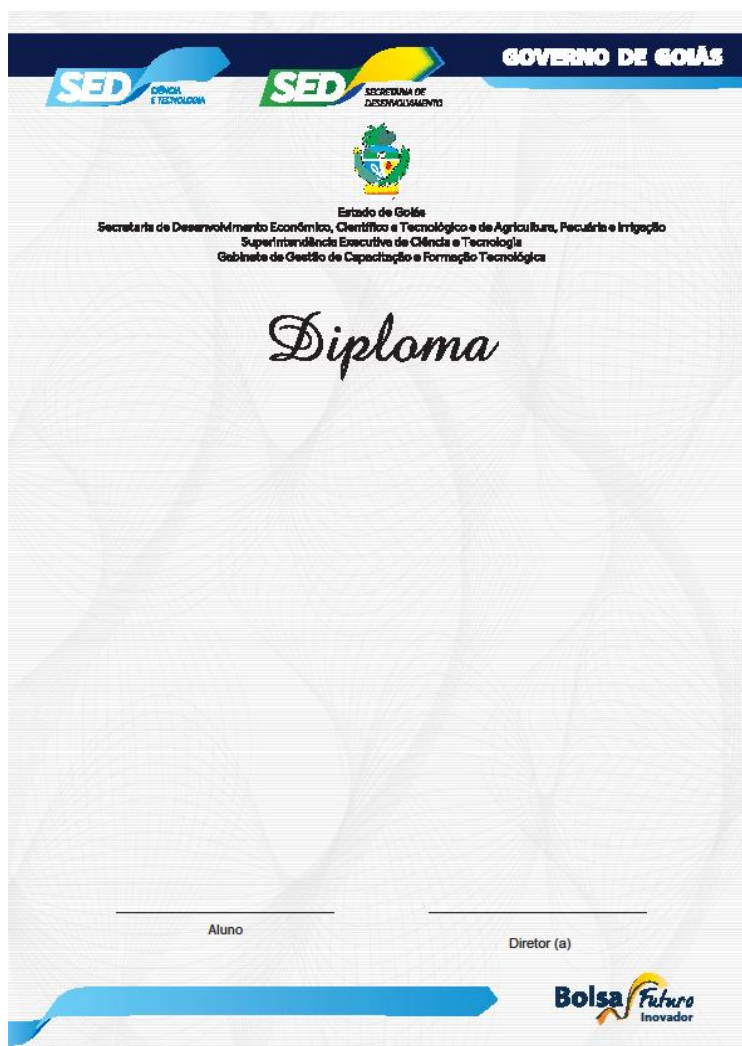 GOVERNO DE GOIÁS
SED CIÊNCIA
E TECNOLOGIA
SED SECRETARIA DE
DESENVOLVIMENTO
Estado de Goiás
Secretaria de Desenvolvimento Econômico, Científico e Tecnológico e de Agricultura, Pecuária e Irrigação
Superintendência Executiva de Ciência e Tecnologia
Gabinete de Gestão de Capacitação e Formação Tecnológica
Diploma
Aluno
Diretor (a)
Bolsa Futuro
Inovador